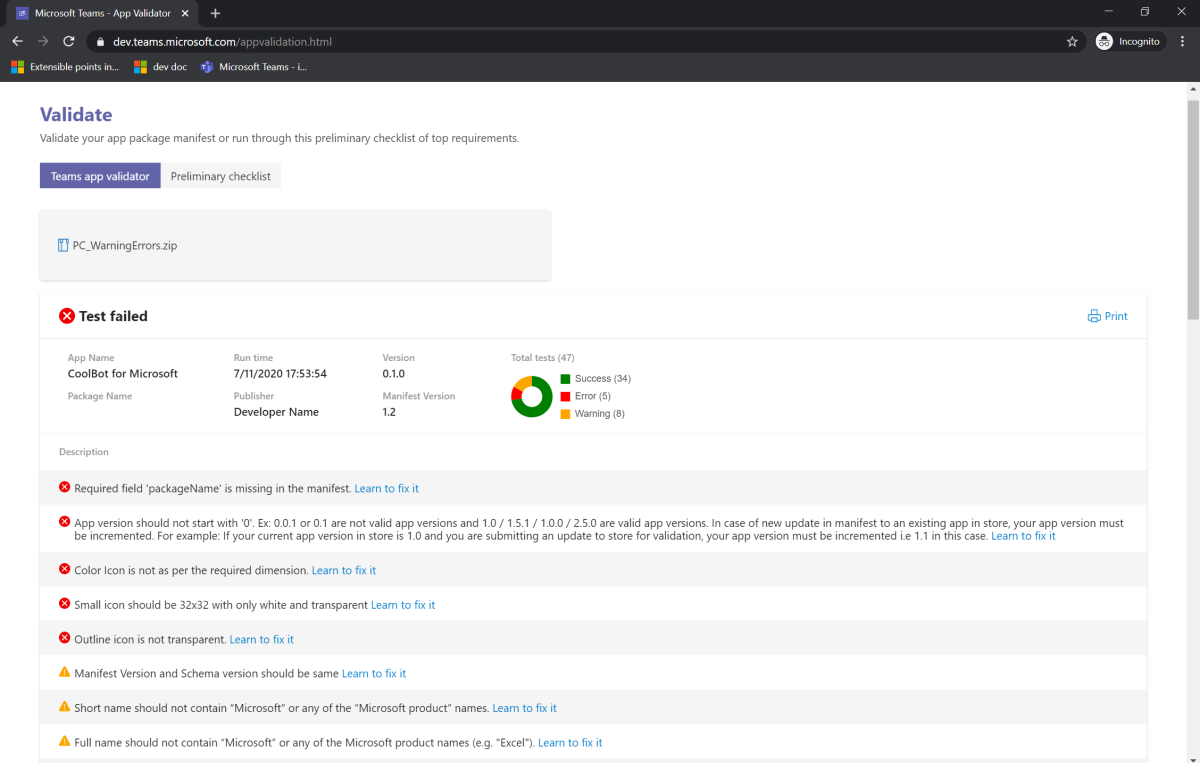 Microsoft Teams - App Validator
dev.teams.microsoft.com/appvalidation.html
Incognito
Extensible points in...
dev doc
Microsoft Teams - i...
Validate
Validate your app package manifest or run through this preliminary checklist of top requirements.
Teams app validator
Preliminary checklist
PC_WarningErrors.zip
Test failed
Print
App Name
Run time
Version
Total tests (47)
CoolBot for Microsoft
7/11/2020 17:53:54
0.1.0
Success (34)
Package Name
Publisher
Manifest Version
Error (5)
Developer Name
1.2
Warning (8)
Description
Required field 'packageName' is missing in the manifest. Learn to fix it
App version should not start with '0'. Ex: 0.0.1 or 0.1 are not valid app versions and 1.0 / 1.5.1 / 1.0.0 / 2.5.0 are valid app versions. In case of new update in manifest to an existing app in store, your app version must
be incremented. For example: If your current app version in store is 1.0 and you are submitting an update to store for validation, your app version must be incremented i.e 1.1 in this case. Learn to fix it
Color Icon is not as per the required dimension. Learn to fix it
Small icon should be 32x32 with only white and transparent Learn to fix it
Outline icon is not transparent. Learn to fix it
Manifest Version and Schema version should be same Learn to fix it
Short name should not contain “Microsoft” or any of the “Microsoft product” names. Learn to fix it
Full name should not contain “Microsoft” or any of the Microsoft product names (e.g. "Excel"). Learn to fix it